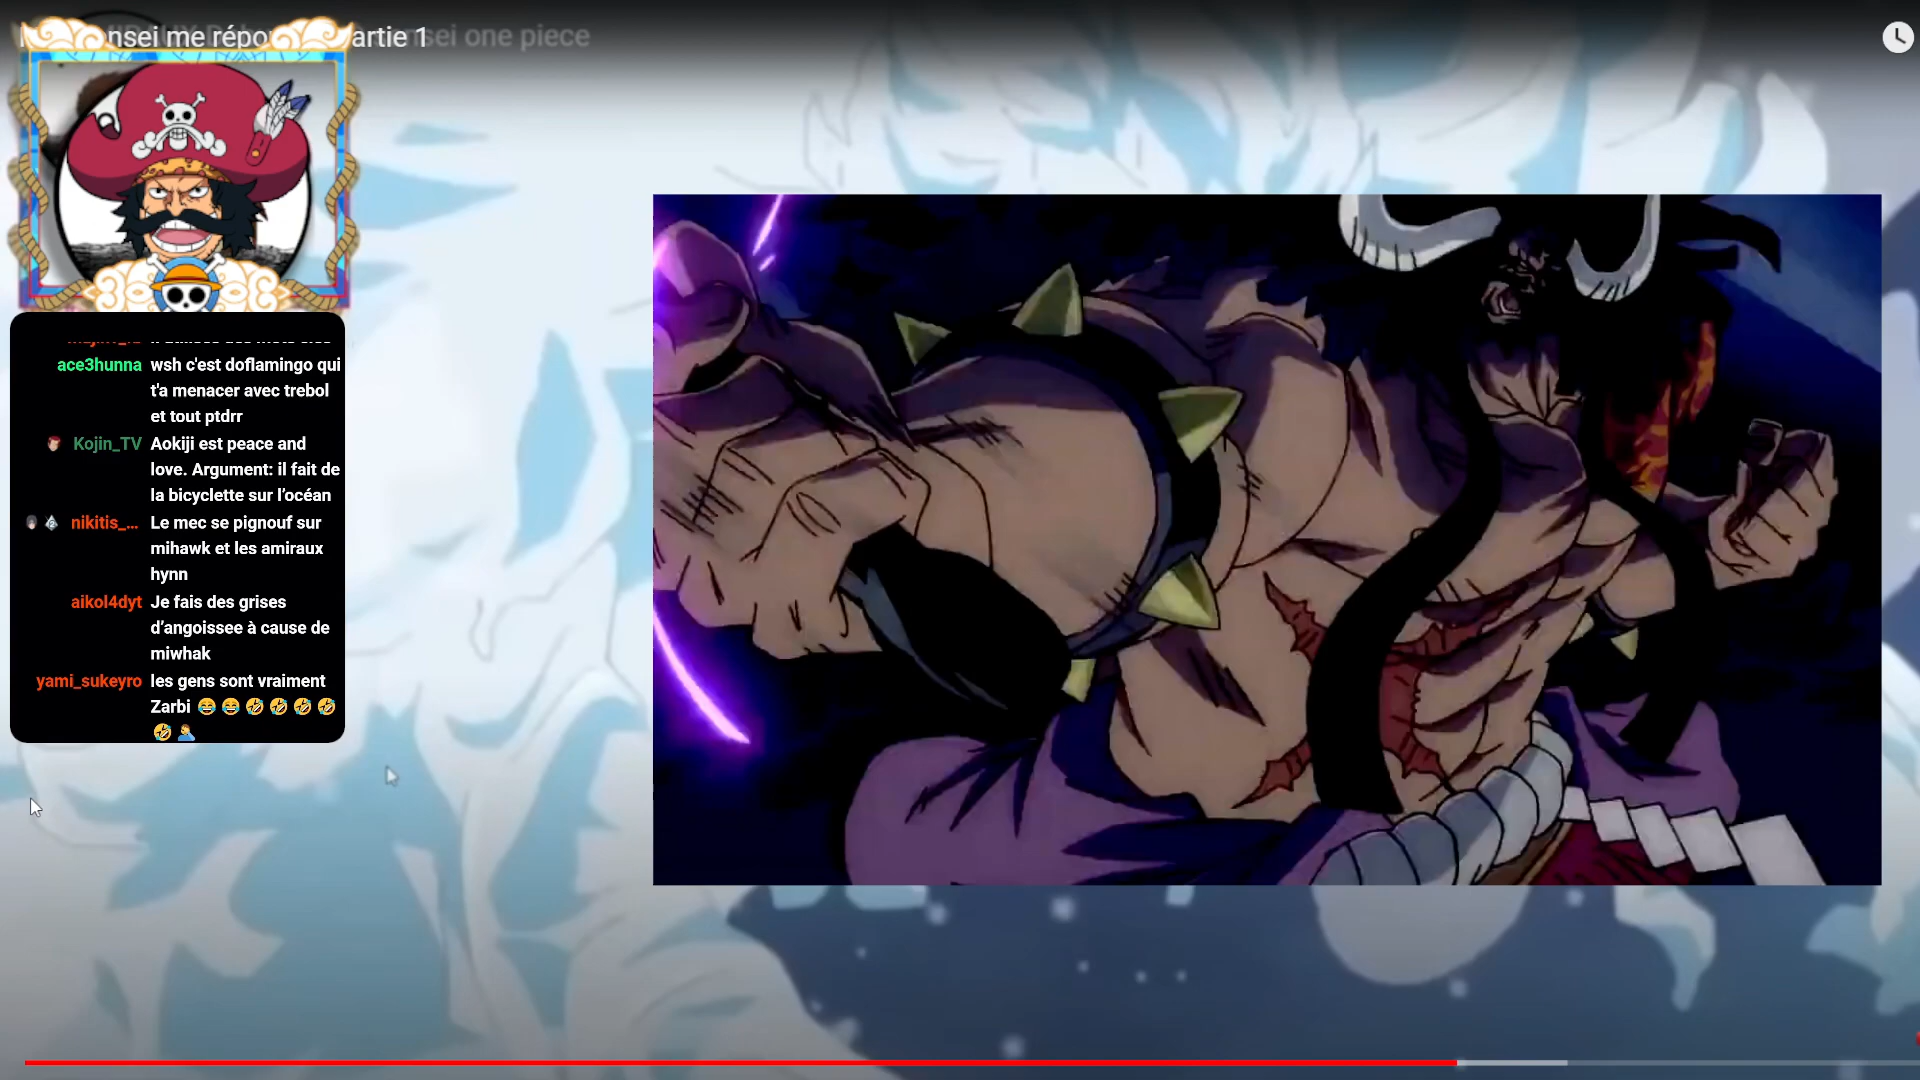 nsei me répo artie 1 nsei one piece
ace3hunna wsh c'est doflamingo qui
t'a menacer avec trebol
et tout ptdrr
Kojin_TV Aokiji est peace and
love. Argument: il fait de
la bicyclette sur l'océan
nikitis_... Le mec se pignouf sur
mihawk et les amiraux
hynn
aikol4dyt Je fais des grises
d'angoissee à cause de
miwhak
yami_sukeyro les gens sont vraiment
Zarbi 😂 😂 🤣 🤣 🤣 🤣
🤣 🤦‍♂️